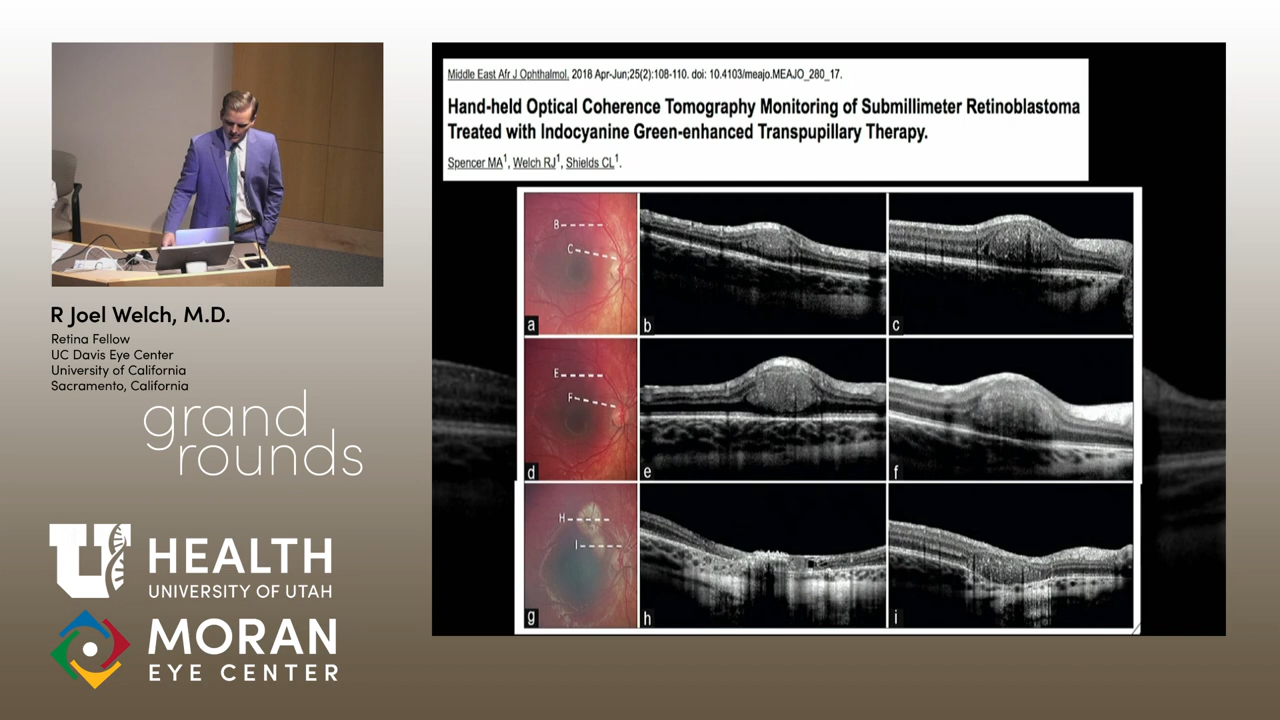 Middle East Afr J Ophthalmol. 2018 Apr-Jun;25(2):108-110. doi: 10.4103/meajo.MEAJO_280_17.
Hand-held Optical Coherence Tomography Monitoring of Submillimeter Retinoblastoma
Treated with Indocyanine Green-enhanced Transpupillary Therapy.
Spencer MA1, Welch RJ1, Shields CL1.
B
C
a
b
c
E
F
d
e
f
H
I
g
h
i
R Joel Welch, M.D.
Retina Fellow
UC Davis Eye Center
University of California
Sacramento, California
grand
rounds
U
HEALTH
UNIVERSITY OF UTAH
MORAN
EYE CENTER